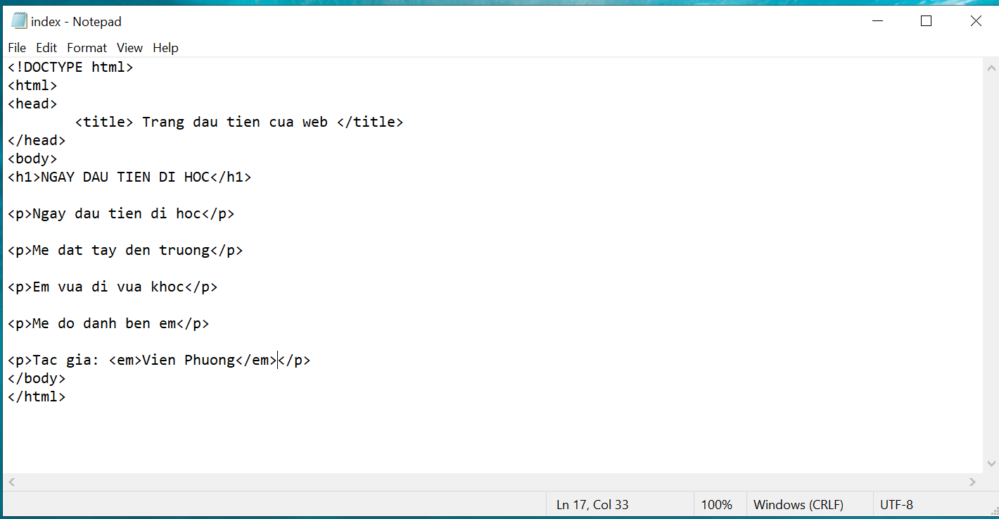 index - Notepad
File Edit Format View Help
<!DOCTYPE html>
<html>
<head>
        <title> Trang dau tien cua web </title>
</head>
<body>
<h1>NGAY DAU TIEN DI HOC</h1>
<p>Ngay dau tien di hoc</p>
<p>Me dat tay den truong</p>
<p>Em vua di vua khoc</p>
<p>Me do danh ben em</p>
<p>Tac gia: <em>Vien Phuong</em></p>
</body>
</html>
Ln 17, Col 33 100% Windows (CRLF) UTF-8